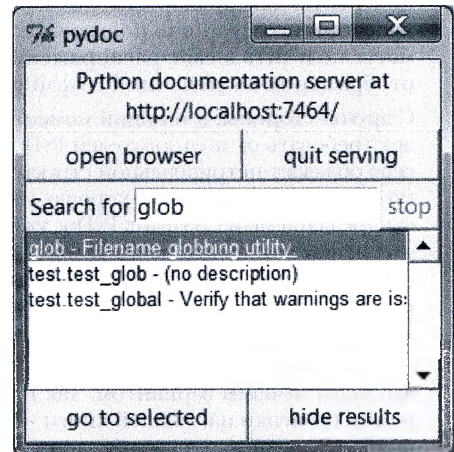 pydoc
Python documentation server at
http://localhost:7464/
open browser
quit serving
Search for glob stop
glob - Filename globbing utility.
test.test_glob - (no description)
test.test_global - Verify that warnings are is:
go to selected
hide results